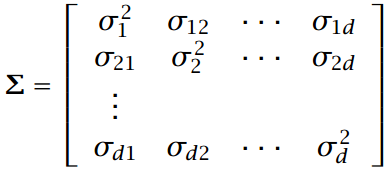 Σ = [ σ₁² σ₁₂ ⋯ σ₁d
σ₂₁ σ₂² ⋯ σ₂d
⋮
σd₁ σd₂ ⋯ σd² ]